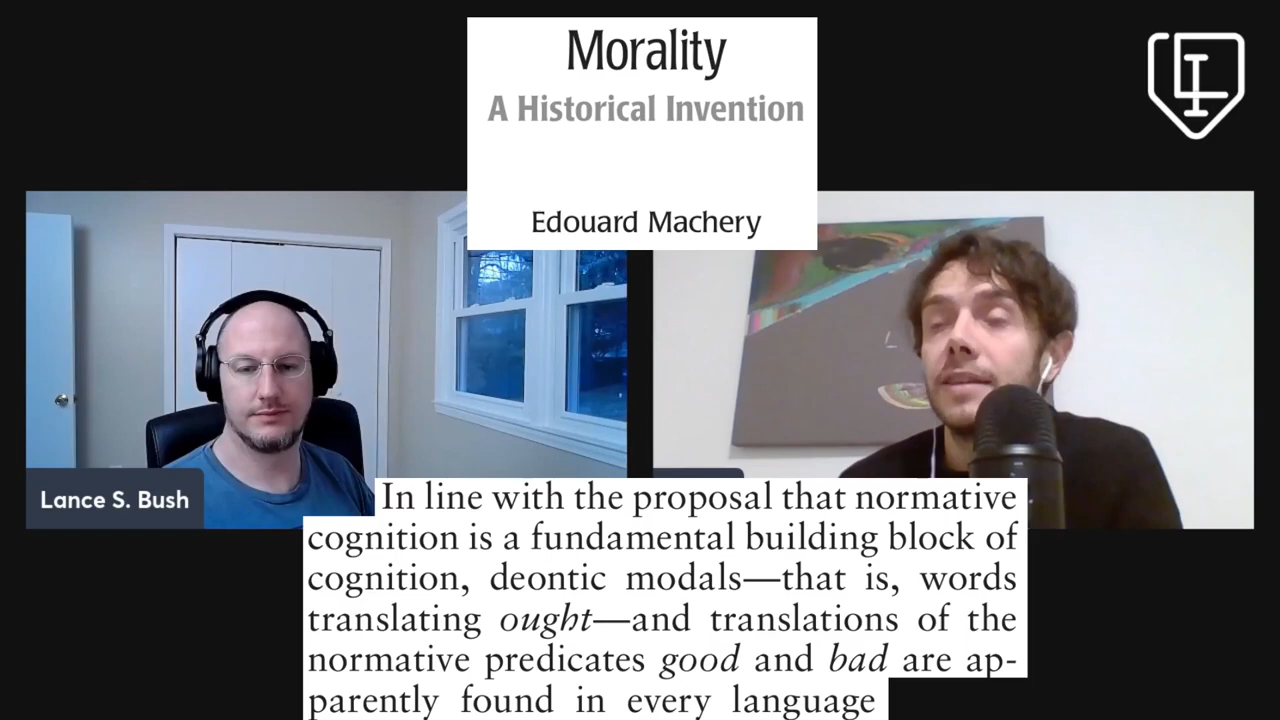 Morality
A Historical Invention
Edouard Machery
Lance S. Bush
In line with the proposal that normative
cognition is a fundamental building block of
cognition, deontic modals—that is, words
translating ought—and translations of the
normative predicates good and bad are ap-
parently found in every language